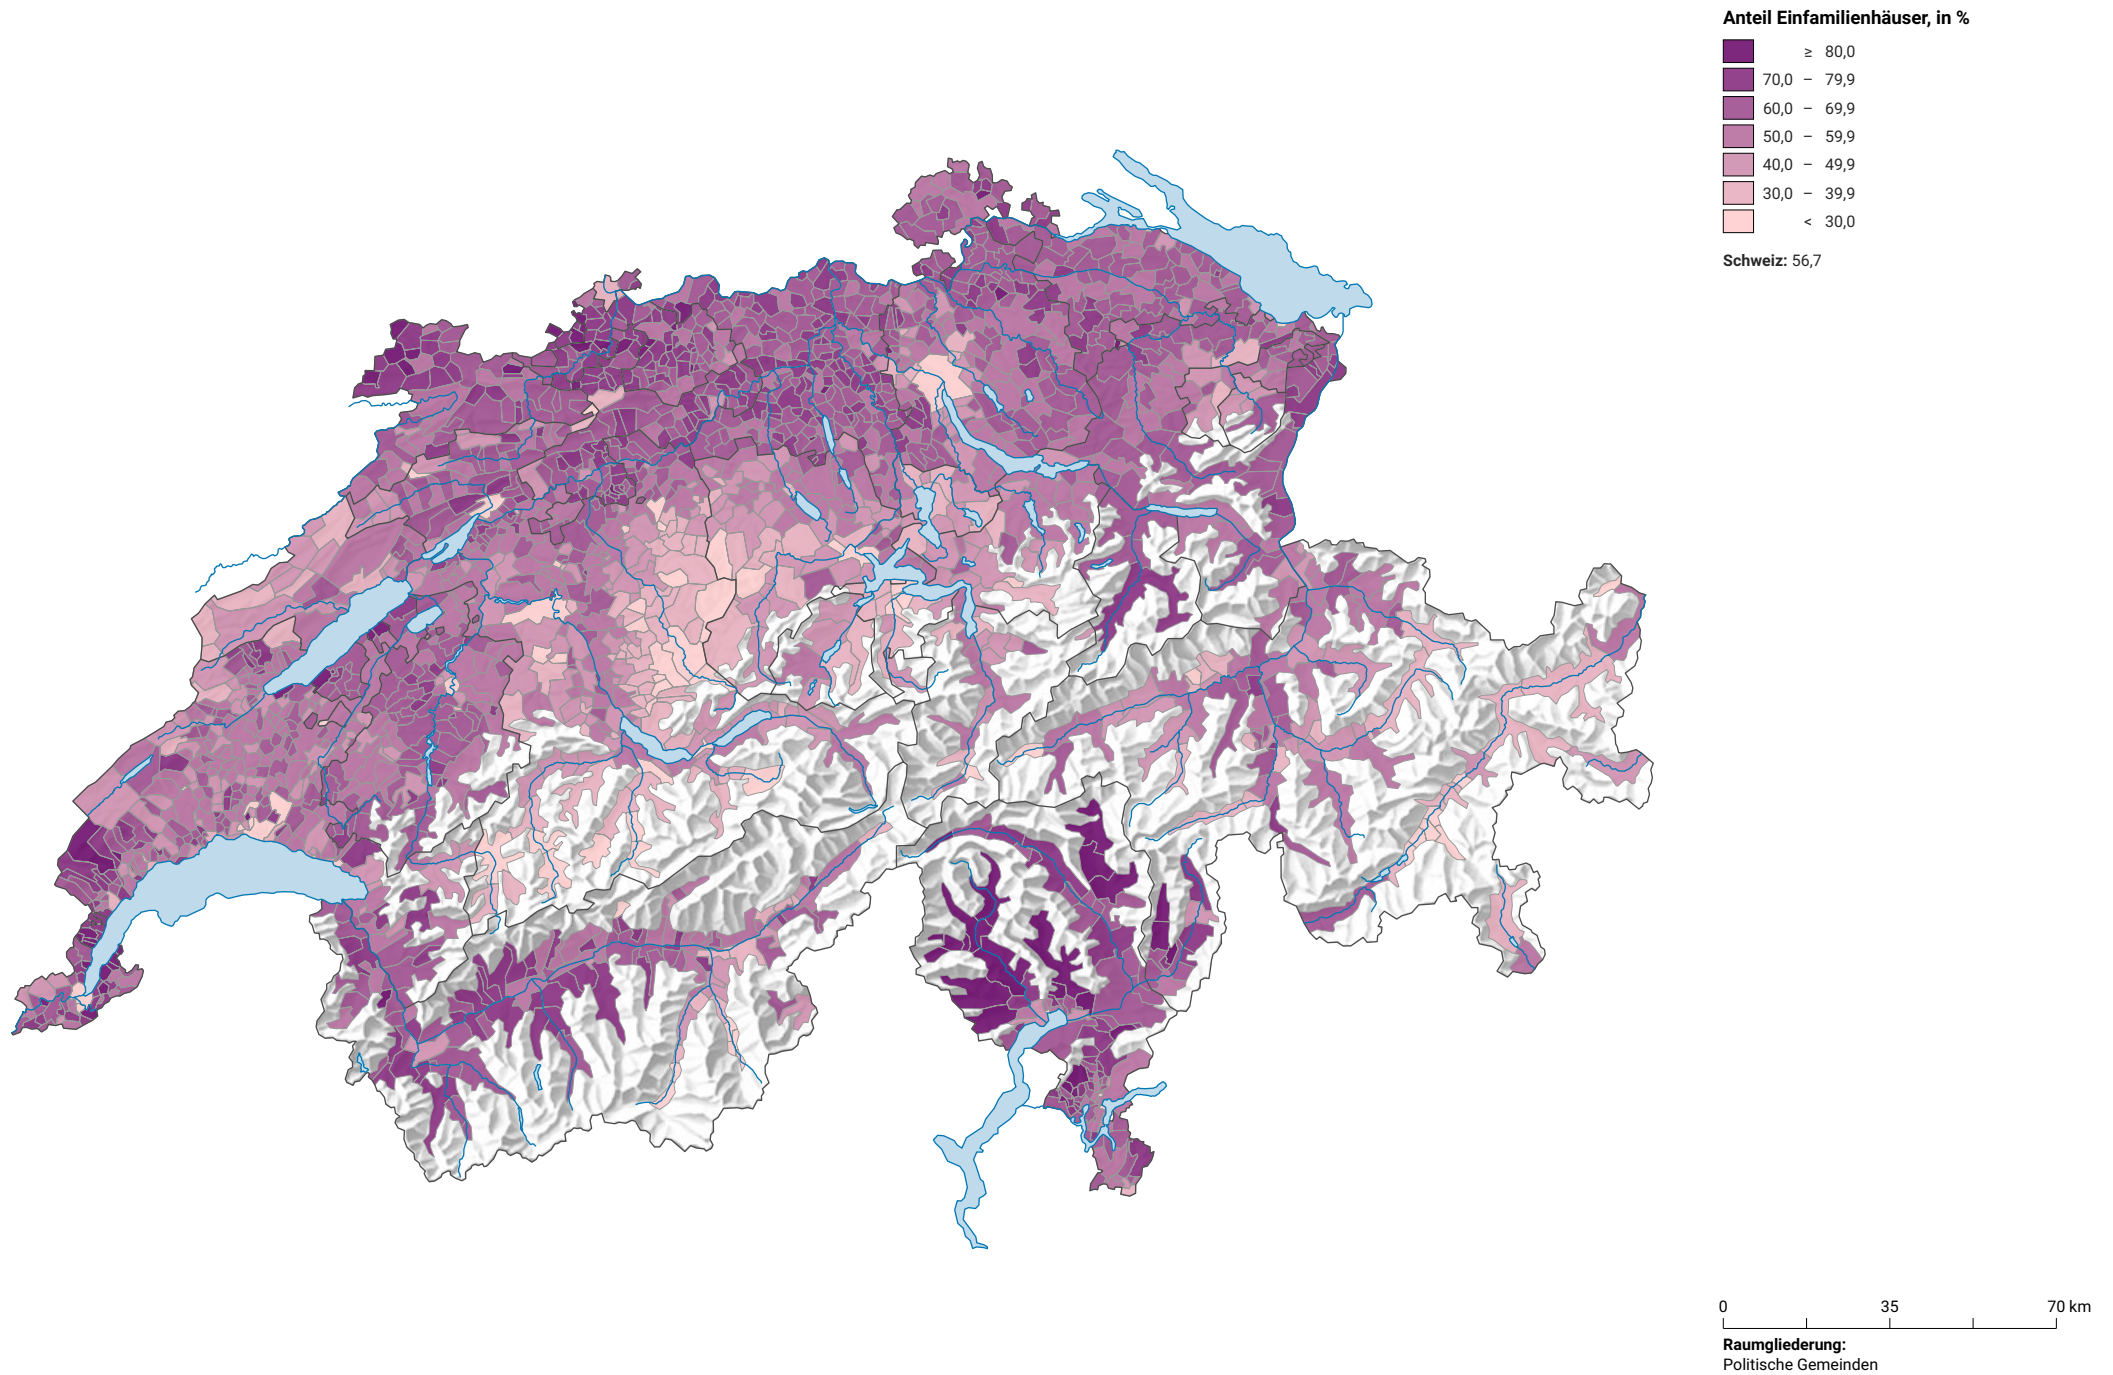 Anteil Einfamilienhäuser, in %
≥ 80,0
70,0 – 79,9
60,0 – 69,9
50,0 – 59,9
40,0 – 49,9
30,0 – 39,9
< 30,0
Schweiz: 56,7
0 35 70 km
Raumgliederung:
Politische Gemeinden